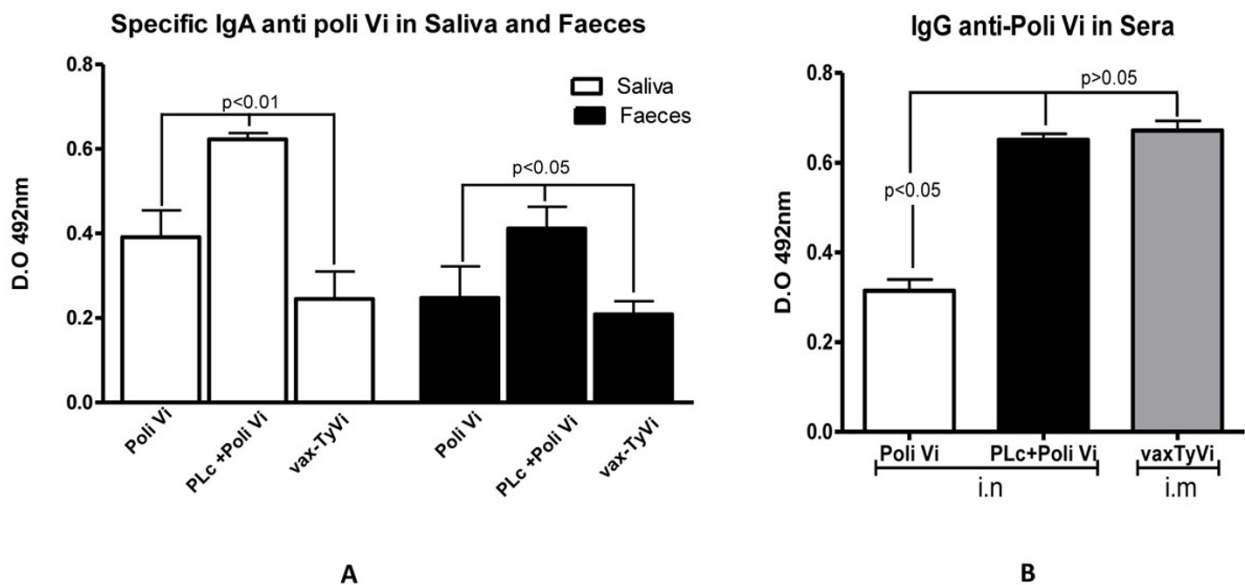 Specific IgA anti poli Vi in Saliva and Faeces
D.O 492nm
0.8
0.6
0.4
0.2
0.0
p<0.01
p<0.05
Saliva
Faeces
Poli Vi
PLc +Poli Vi
vax-TyVi
Poli Vi
PLc +Poli Vi
vax-TyVi
A
IgG anti-Poli Vi in Sera
D.O 492nm
0.8
0.6
0.4
0.2
0.0
p>0.05
p<0.05
Poli Vi
PLc+Poli Vi
vaxTyVi
i.n
i.m
B